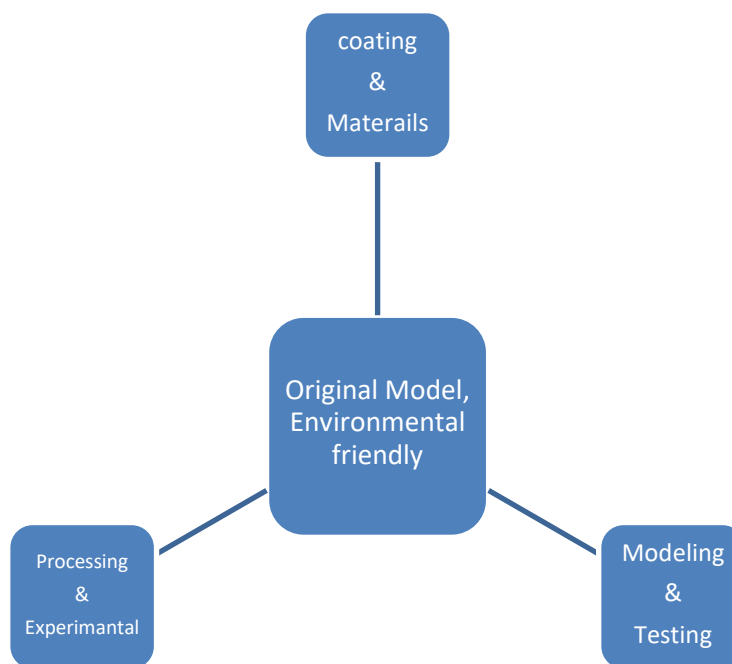 coating
&
Materails
Original Model,
Environmental
friendly
Processing
&
Experimantal
Modeling
&
Testing